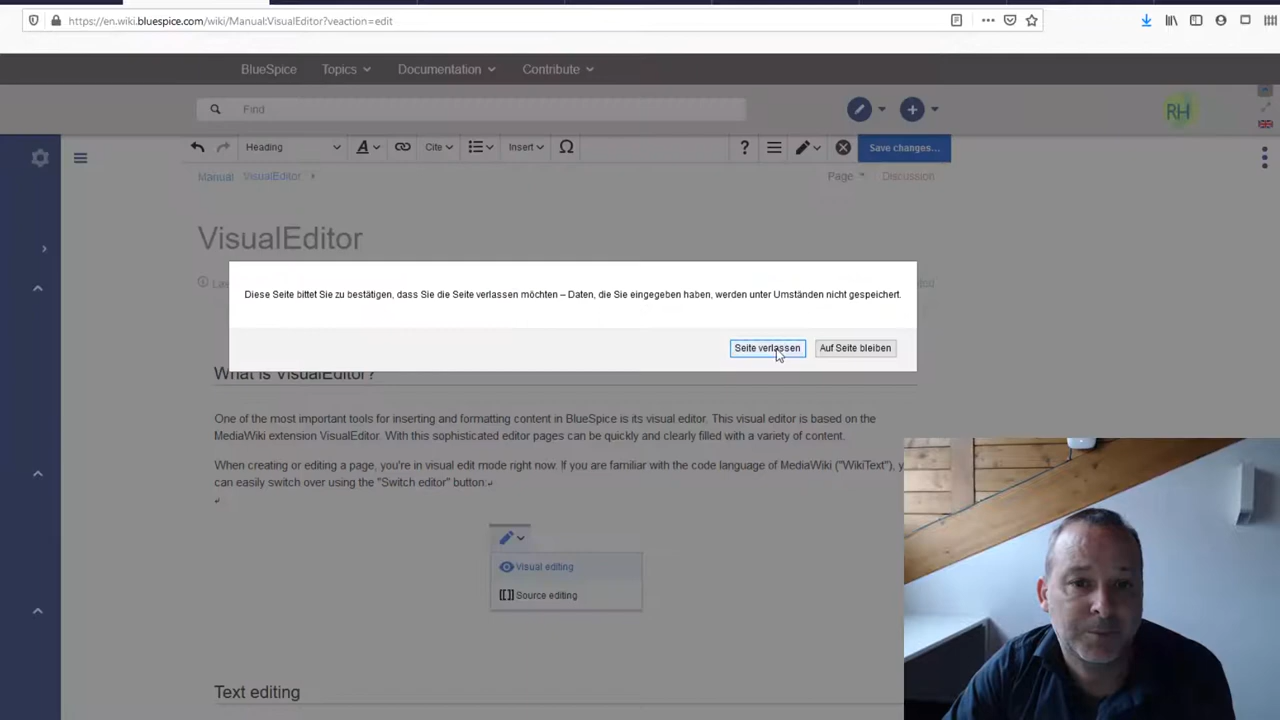 https://en.wiki.bluespice.com/wiki/Manual:VisualEditor?veaction=edit
BlueSpice Topics Documentation Contribute
Find
RH
Heading A Cite Insert Ω ? Save changes...
Manual VisualEditor Page Discussion
VisualEditor
Diese Seite bittet Sie zu bestätigen, dass Sie die Seite verlassen möchten – Daten, die Sie eingegeben haben, werden unter Umständen nicht gespeichert.
Seite verlassen Auf Seite bleiben
What is VisualEditor?
One of the most important tools for inserting and formatting content in BlueSpice is its visual editor. This visual editor is based on the
MediaWiki extension VisualEditor. With this sophisticated editor pages can be quickly and clearly filled with a variety of content.
When creating or editing a page, you're in visual edit mode right now. If you are familiar with the code language of MediaWiki ("WikiText"),
can easily switch over using the "Switch editor" button:
Visual editing
[[]] Source editing
Text editing